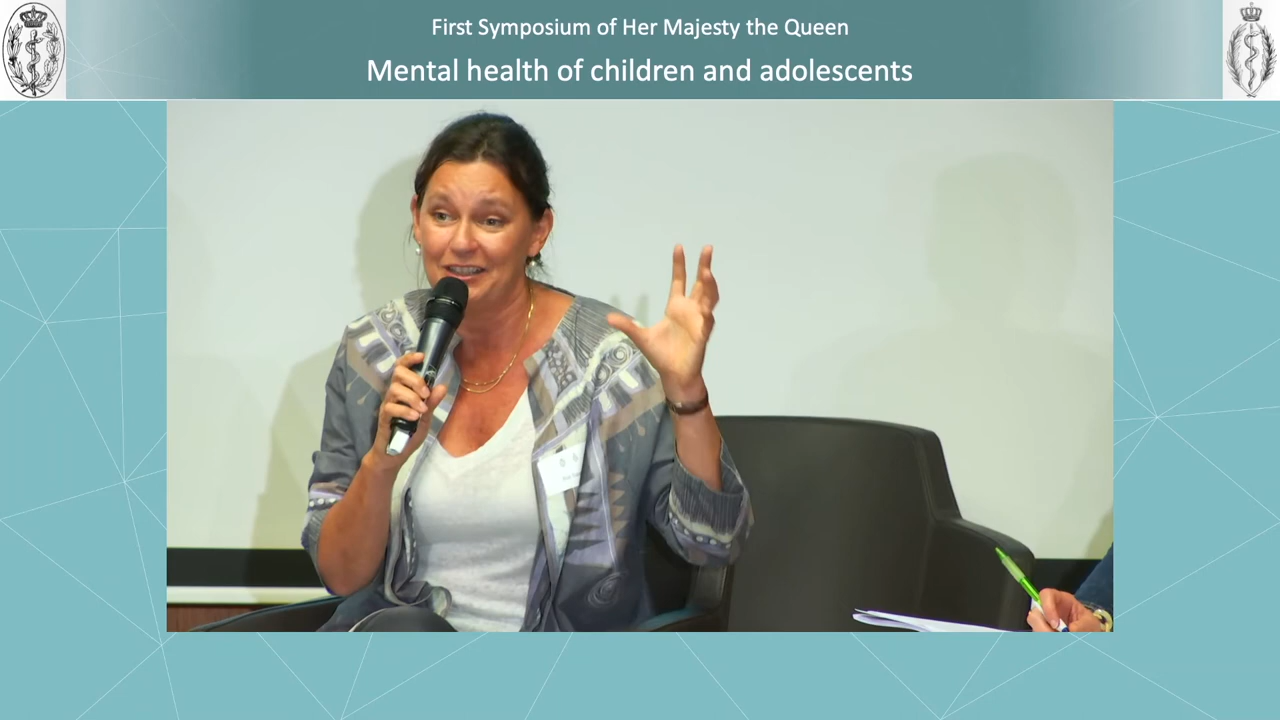 First Symposium of Her Majesty the Queen
Mental health of children and adolescents